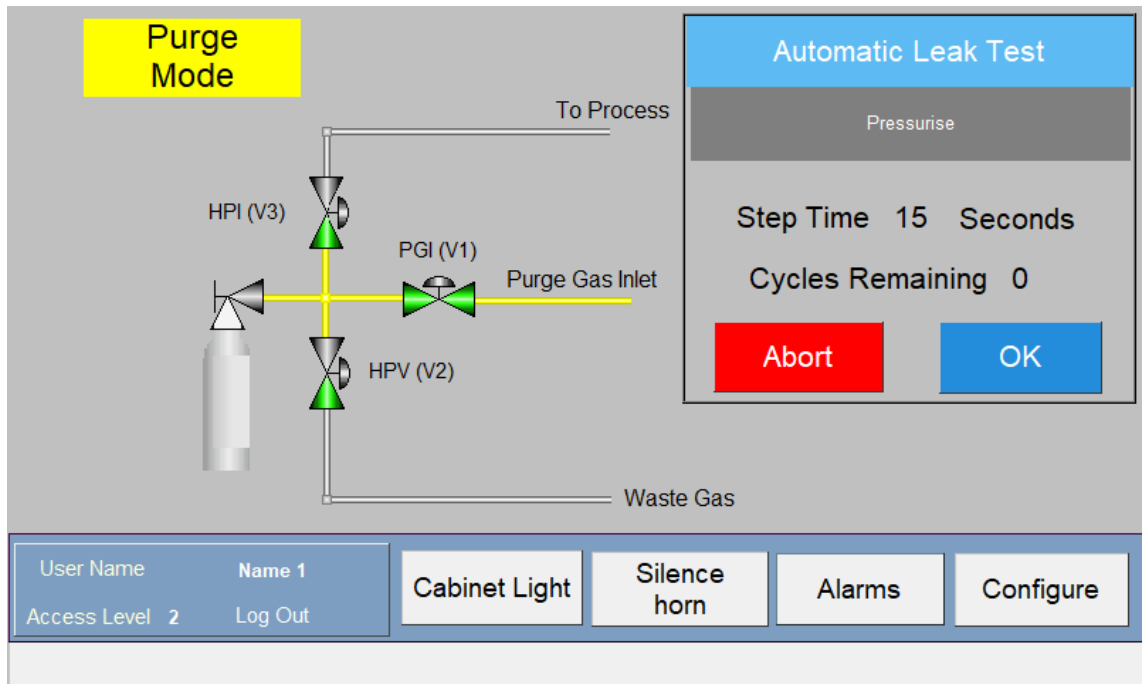 Purge
Mode
Automatic Leak Test
Pressurise
To Process
HPI (V3)
Step Time 15 Seconds
PGI (V1)
Purge Gas Inlet
Cycles Remaining 0
Abort
OK
HPV (V2)
Waste Gas
User Name Name 1
Access Level 2 Log Out
Cabinet Light
Silence
horn
Alarms
Configure